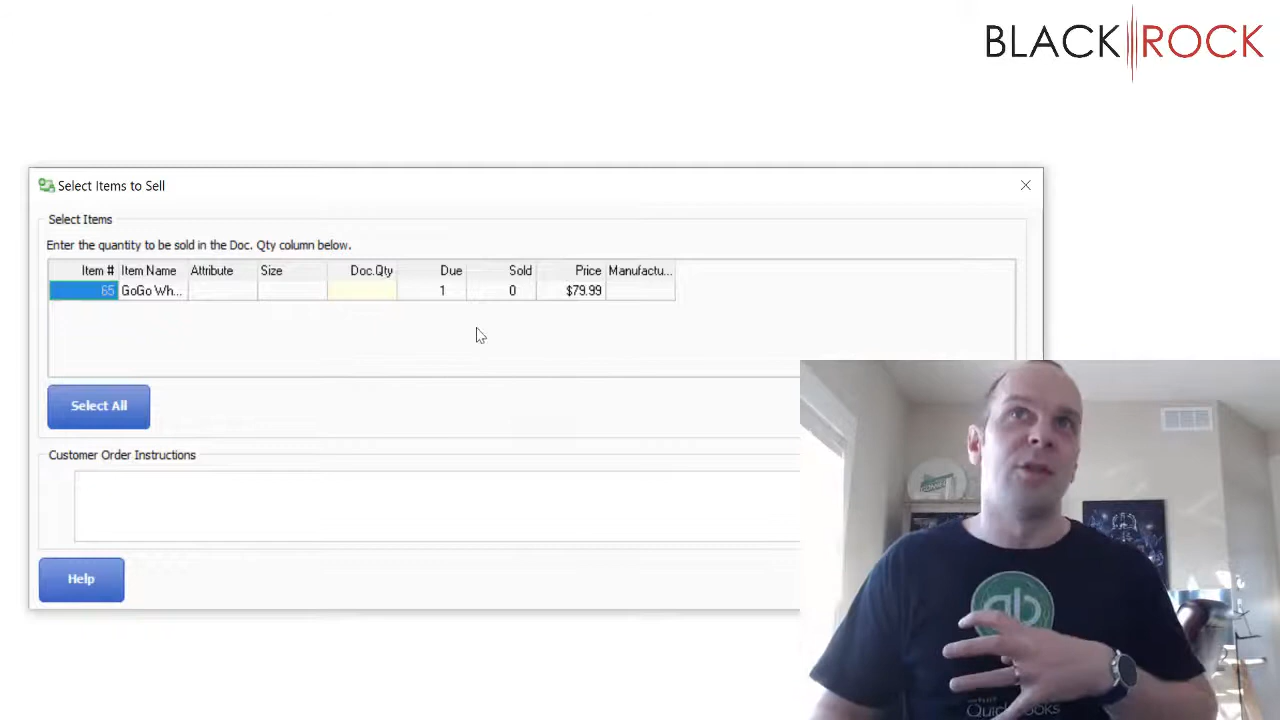 BLACK ROCK
Select Items to Sell
Select Items
Enter the quantity to be sold in the Doc. Qty column below.
Item # Item Name Attribute Size Doc.Qty Due Sold Price Manufactu...
65 GoGo Wh... 1 0 $79.99
Select All
Customer Order Instructions
Help
qb
QuickBooks